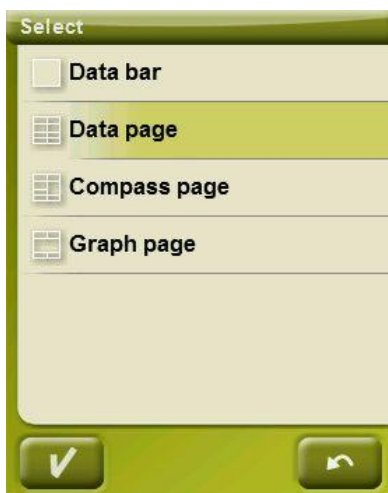 Select
Data bar
Data page
Compass page
Graph page